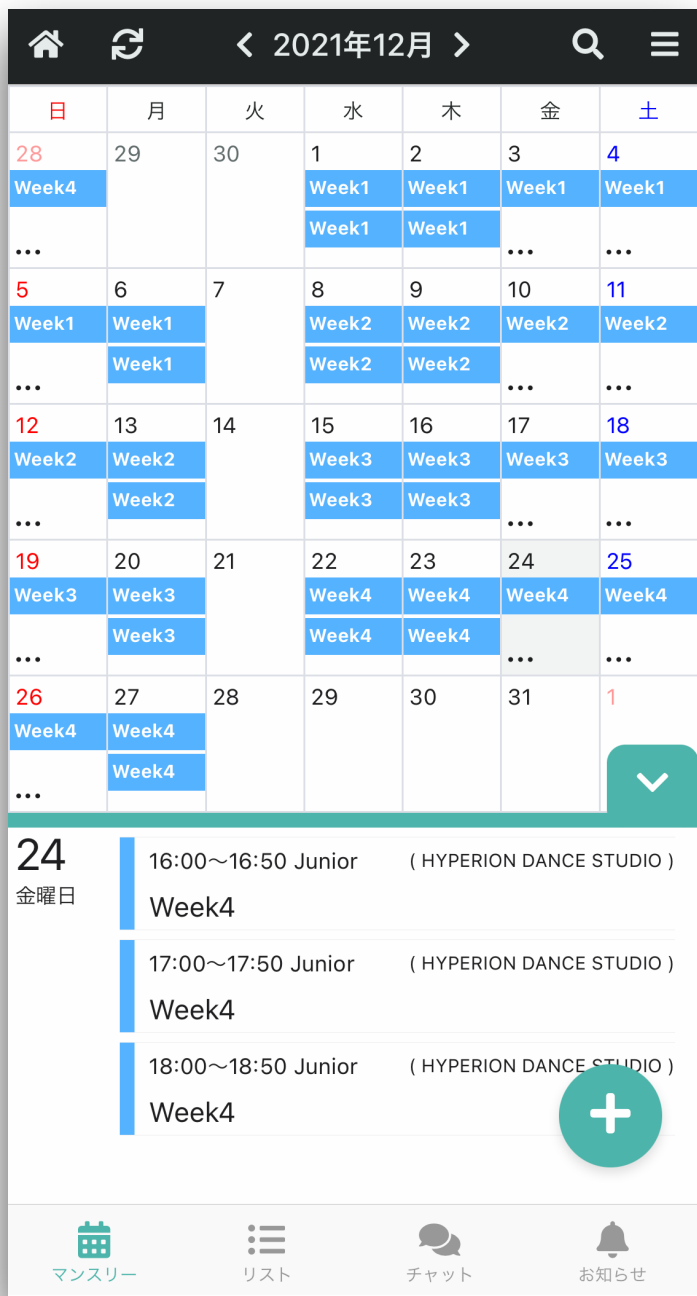 2021年12月
日 月 火 水 木 金 土
28 29 30 1 2 3 4
Week4 Week1 Week1 Week1 Week1
Week1 Week1
... ... ...
5 6 7 8 9 10 11
Week1 Week1 Week2 Week2 Week2 Week2
Week1 Week2 Week2
... ... ...
12 13 14 15 16 17 18
Week2 Week2 Week3 Week3 Week3 Week3
Week2 Week3 Week3
... ... ...
19 20 21 22 23 24 25
Week3 Week3 Week4 Week4 Week4 Week4
Week3 Week4 Week4
... ... ...
26 27 28 29 30 31 1
Week4 Week4
Week4
...
24
金曜日
16:00〜16:50 Junior ( HYPERION DANCE STUDIO )
Week4
17:00〜17:50 Junior ( HYPERION DANCE STUDIO )
Week4
18:00〜18:50 Junior ( HYPERION DANCE STUDIO )
Week4
マンスリー リスト チャット お知らせ